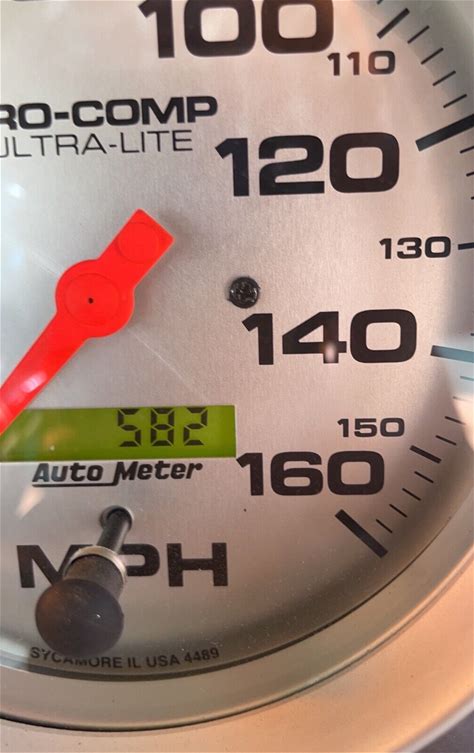 100
110
RO-COMP
ULTRA-LITE
120
130
140
582
150
Auto Meter
160
MPH
SYCAMORE IL USA 4489